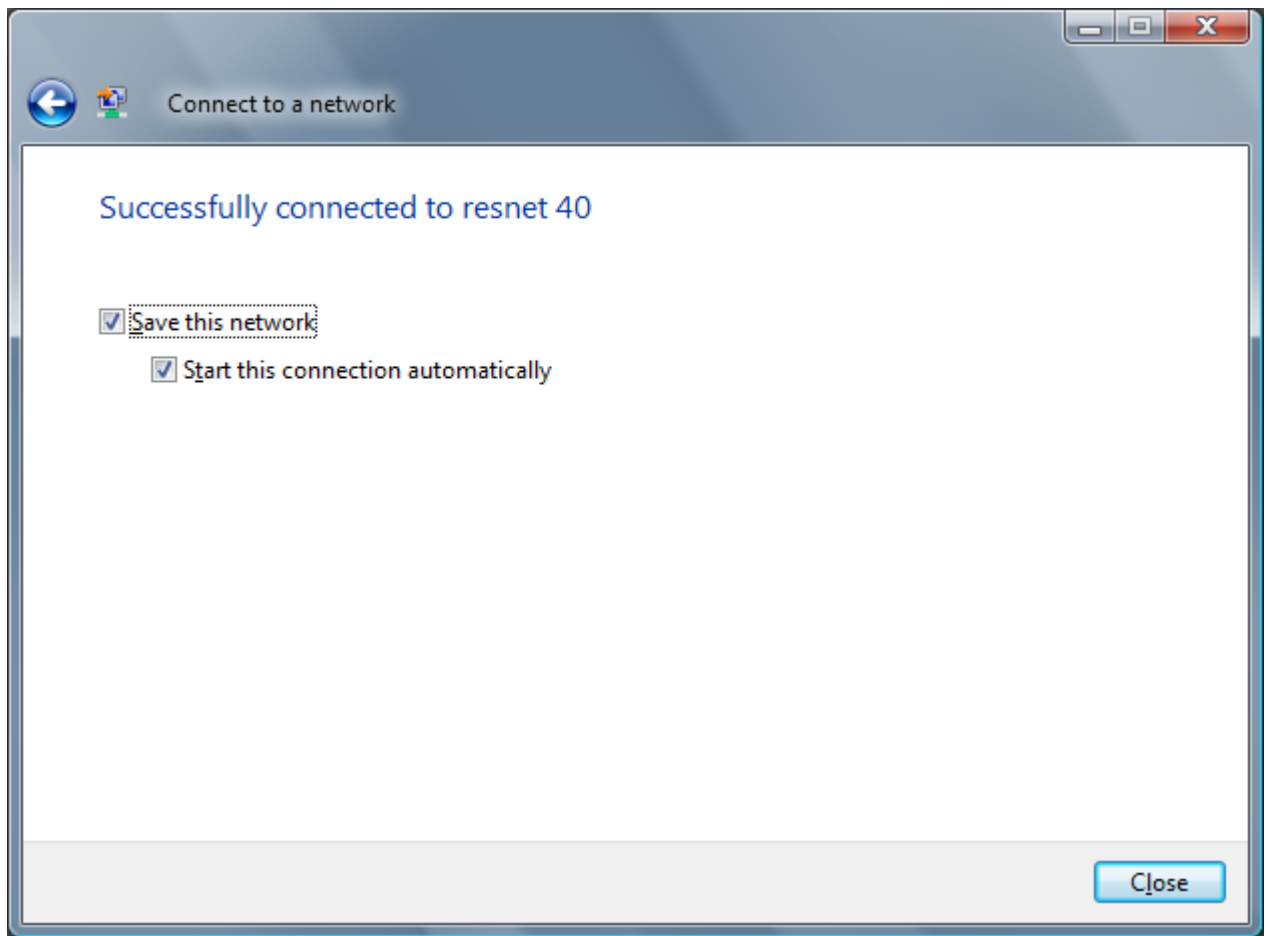 Connect to a network
Successfully connected to resnet 40
Save this network
Start this connection automatically
Close